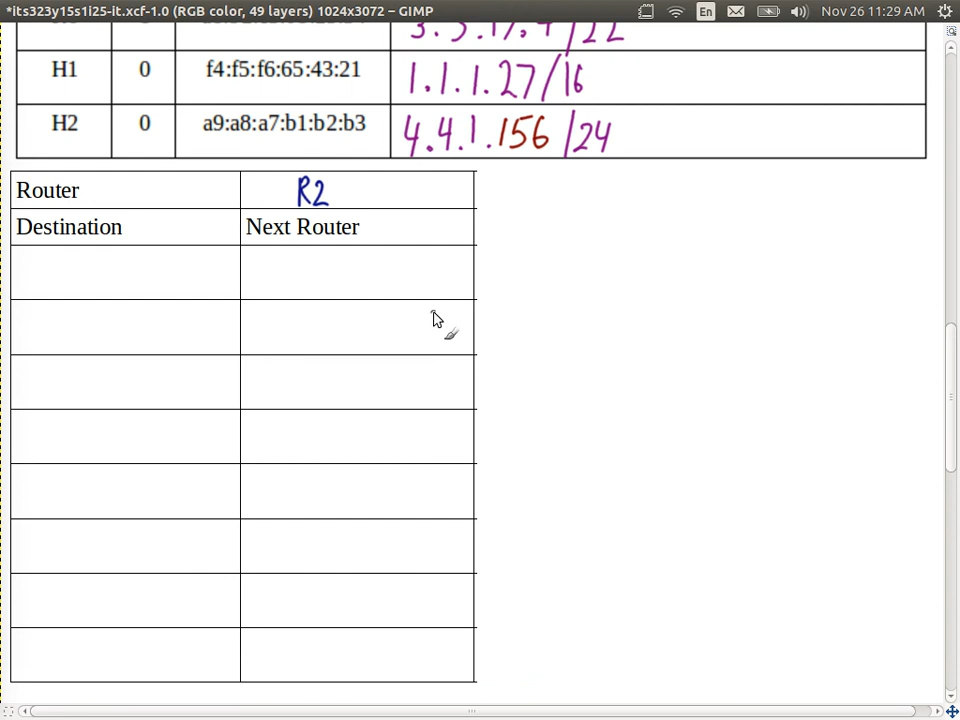 *its323y15s1i25-it.xcf-1.0 (RGB color, 49 layers) 1024x3072 – GIMP En Nov 26 11:29 AM
H1 0 f4:f5:f6:65:43:21 1.1.1.27/16
H2 0 a9:a8:a7:b1:b2:b3 4.4.1.156/24
Router R2
Destination Next Router